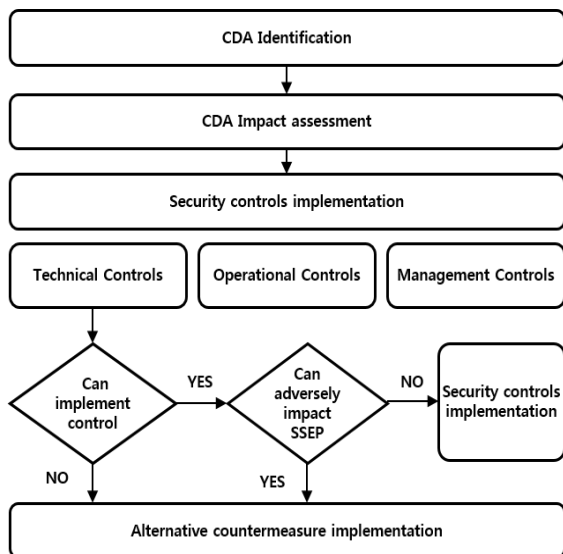 CDA Identification
CDA Impact assessment
Security controls implementation
Technical Controls
Operational Controls
Management Controls
Can
implement
control
YES
Can
adversely
impact
SSEP
NO
Security controls
implementation
NO
YES
Alternative countermeasure implementation